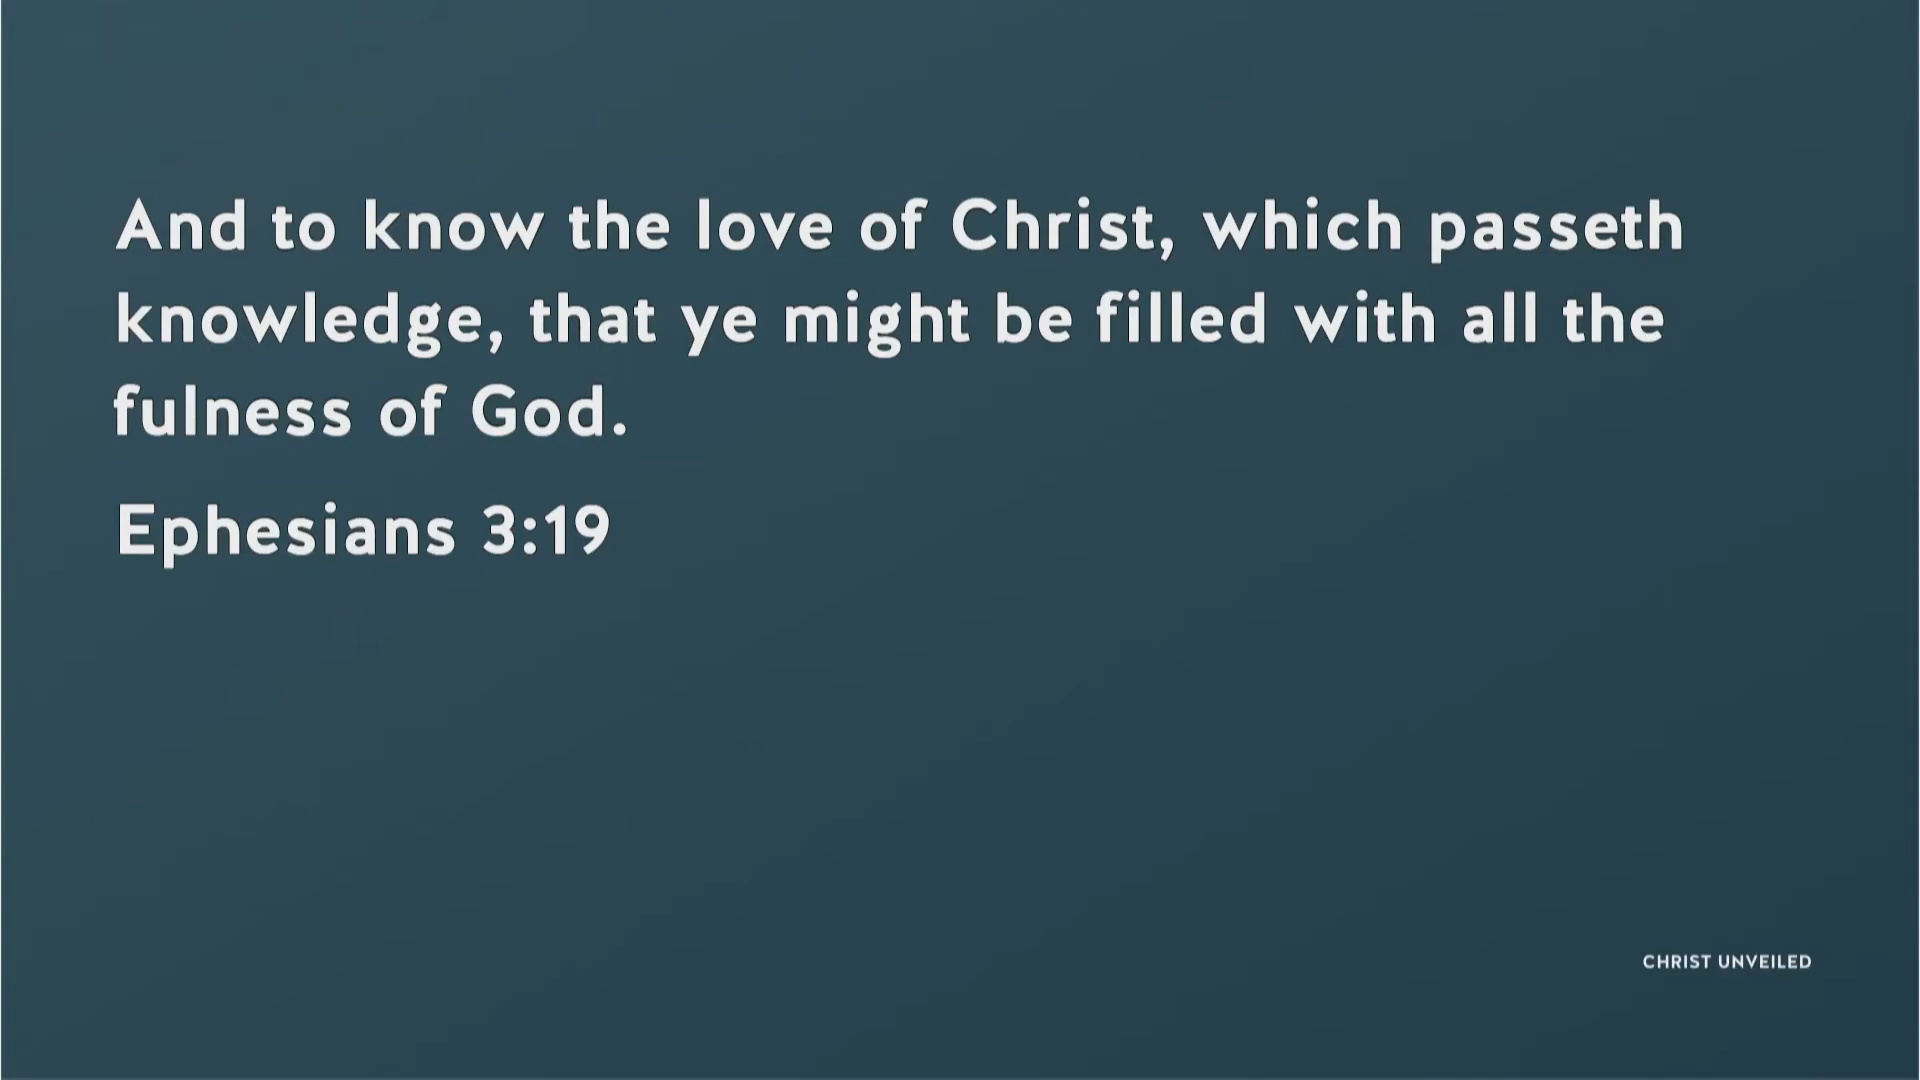 And to know the love of Christ, which passeth
knowledge, that ye might be filled with all the
fulness of God.
Ephesians 3:19
CHRIST UNVEILED